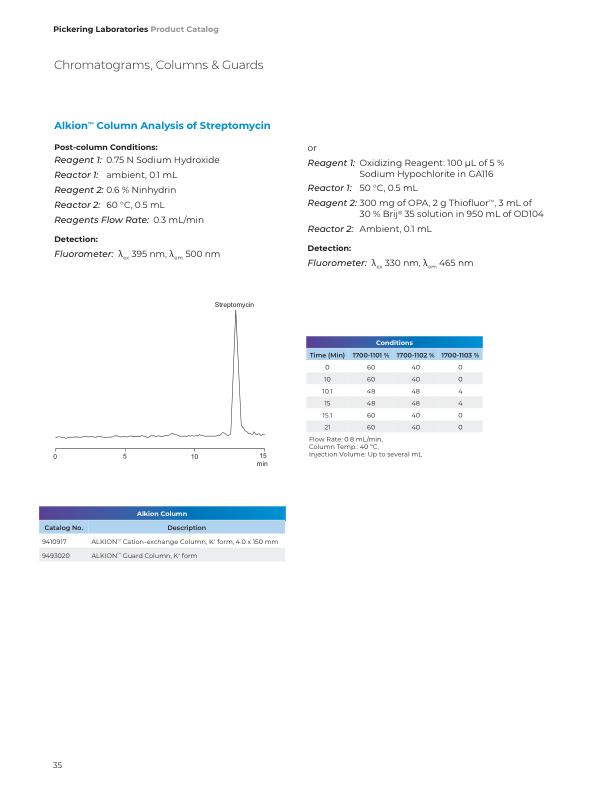 Pickering Laboratories Product Catalog
Chromatograms, Columns & Guards
Alkion™ Column Analysis of Streptomycin
Post-column Conditions:
Reagent 1: 0.75 N Sodium Hydroxide
Reactor 1: ambient, 0.1 mL
Reagent 2: 0.6 % Ninhydrin
Reactor 2: 60 °C, 0.5 mL
Reagents Flow Rate: 0.3 mL/min
Detection:
Fluorometer: λex 395 nm, λem 500 nm
or
Reagent 1: Oxidizing Reagent: 100 µL of 5 %
Sodium Hypochlorite in GA116
Reactor 1: 50 °C, 0.5 mL
Reagent 2: 300 mg of OPA, 2 g Thiofluor™, 3 mL of
30 % Brij® 35 solution in 950 mL of OD104
Reactor 2: Ambient, 0.1 mL
Detection:
Fluorometer: λex 330 nm, λem 465 nm
Streptomycin
0 5 10 15
min
Conditions
Time (Min) 1700-1101 % 1700-1102 % 1700-1103 %
0 60 40 0
10 60 40 0
10.1 48 48 4
15 48 48 4
15.1 60 40 0
21 60 40 0
Flow Rate: 0.8 mL/min,
Column Temp.: 40 °C,
Injection Volume: Up to several mL
Alkion Column
Catalog No. Description
9410917 ALKION™ Cation-exchange Column, K⁺ form, 4.0 x 150 mm
9493020 ALKION™ Guard Column, K⁺ form
35